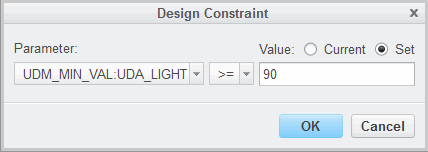 Design Constraint x
Parameter: Value: Current Set
UDM_MIN_VAL:UDA_LIGHT >= 90
OK Cancel